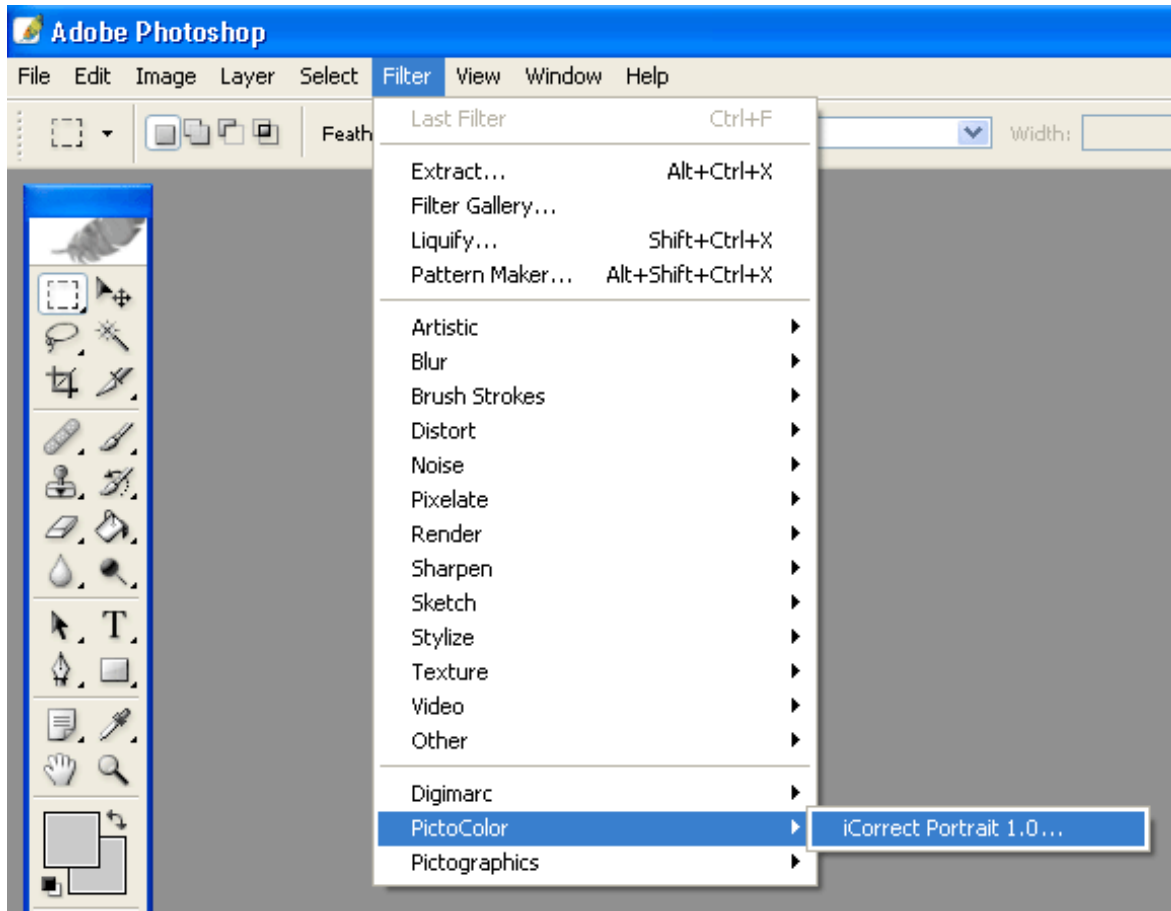 Adobe Photoshop
File Edit Image Layer Select Filter View Window Help
Feath Width:
Last Filter Ctrl+F
Extract... Alt+Ctrl+X
Filter Gallery...
Liquify... Shift+Ctrl+X
Pattern Maker... Alt+Shift+Ctrl+X
Artistic
Blur
Brush Strokes
Distort
Noise
Pixelate
Render
Sharpen
Sketch
Stylize
Texture
Video
Other
Digimarc
PictoColor iCorrect Portrait 1.0...
Pictographics